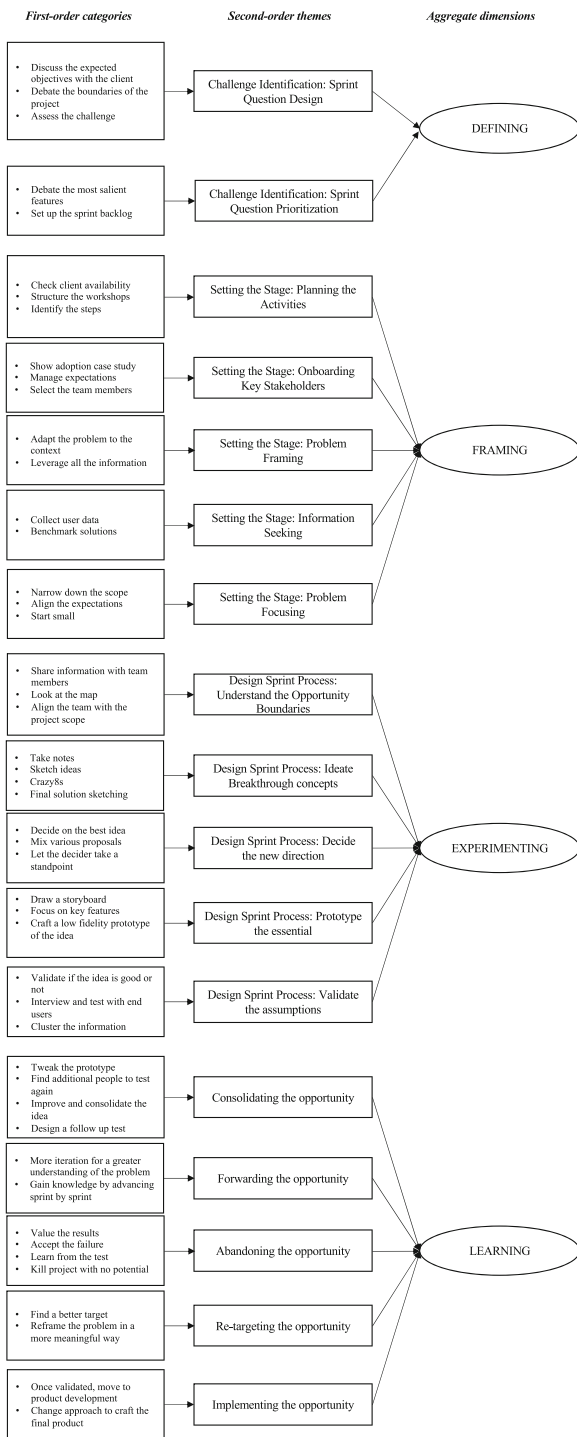 First-order categories
Second-order themes
Aggregate dimensions
• Discuss the expected
objectives with the client
• Debate the boundaries of the
project
• Assess the challenge
Challenge Identification: Sprint
Question Design
DEFINING
• Debate the most salient
features
• Set up the sprint backlog
Challenge Identification: Sprint
Question Prioritization
• Check client availability
• Structure the workshops
• Identify the steps
Setting the Stage: Planning the
Activities
• Show adoption case study
• Manage expectations
• Select the team members
Setting the Stage: Onboarding
Key Stakeholders
• Adapt the problem to the
context
• Leverage all the information
Setting the Stage: Problem
Framing
FRAMING
• Collect user data
• Benchmark solutions
Setting the Stage: Information
Seeking
• Narrow down the scope
• Align the expectations
• Start small
Setting the Stage: Problem
Focusing
• Share information with team
members
• Look at the map
• Align the team with the
project scope
Design Sprint Process:
Understand the Opportunity
Boundaries
• Take notes
• Sketch ideas
• Crazy8s
• Final solution sketching
Design Sprint Process: Ideate
Breakthrough concepts
• Decide on the best idea
• Mix various proposals
• Let the decider take a
standpoint
Design Sprint Process: Decide
the new direction
EXPERIMENTING
• Draw a storyboard
• Focus on key features
• Craft a low fidelity prototype
of the idea
Design Sprint Process: Prototype
the essential
• Validate if the idea is good or
not
• Interview and test with end
users
• Cluster the information
Design Sprint Process: Validate
the assumptions
• Tweak the prototype
• Find additional people to test
again
• Improve and consolidate the
idea
• Design a follow up test
Consolidating the opportunity
• More iteration for a greater
understanding of the problem
• Gain knowledge by advancing
sprint by sprint
Forwarding the opportunity
• Value the results
• Accept the failure
• Learn from the test
• Kill project with no potential
Abandoning the opportunity
LEARNING
• Find a better target
• Reframe the problem in a
more meaningful way
Re-targeting the opportunity
• Once validated, move to
product development
• Change approach to craft the
final product
Implementing the opportunity